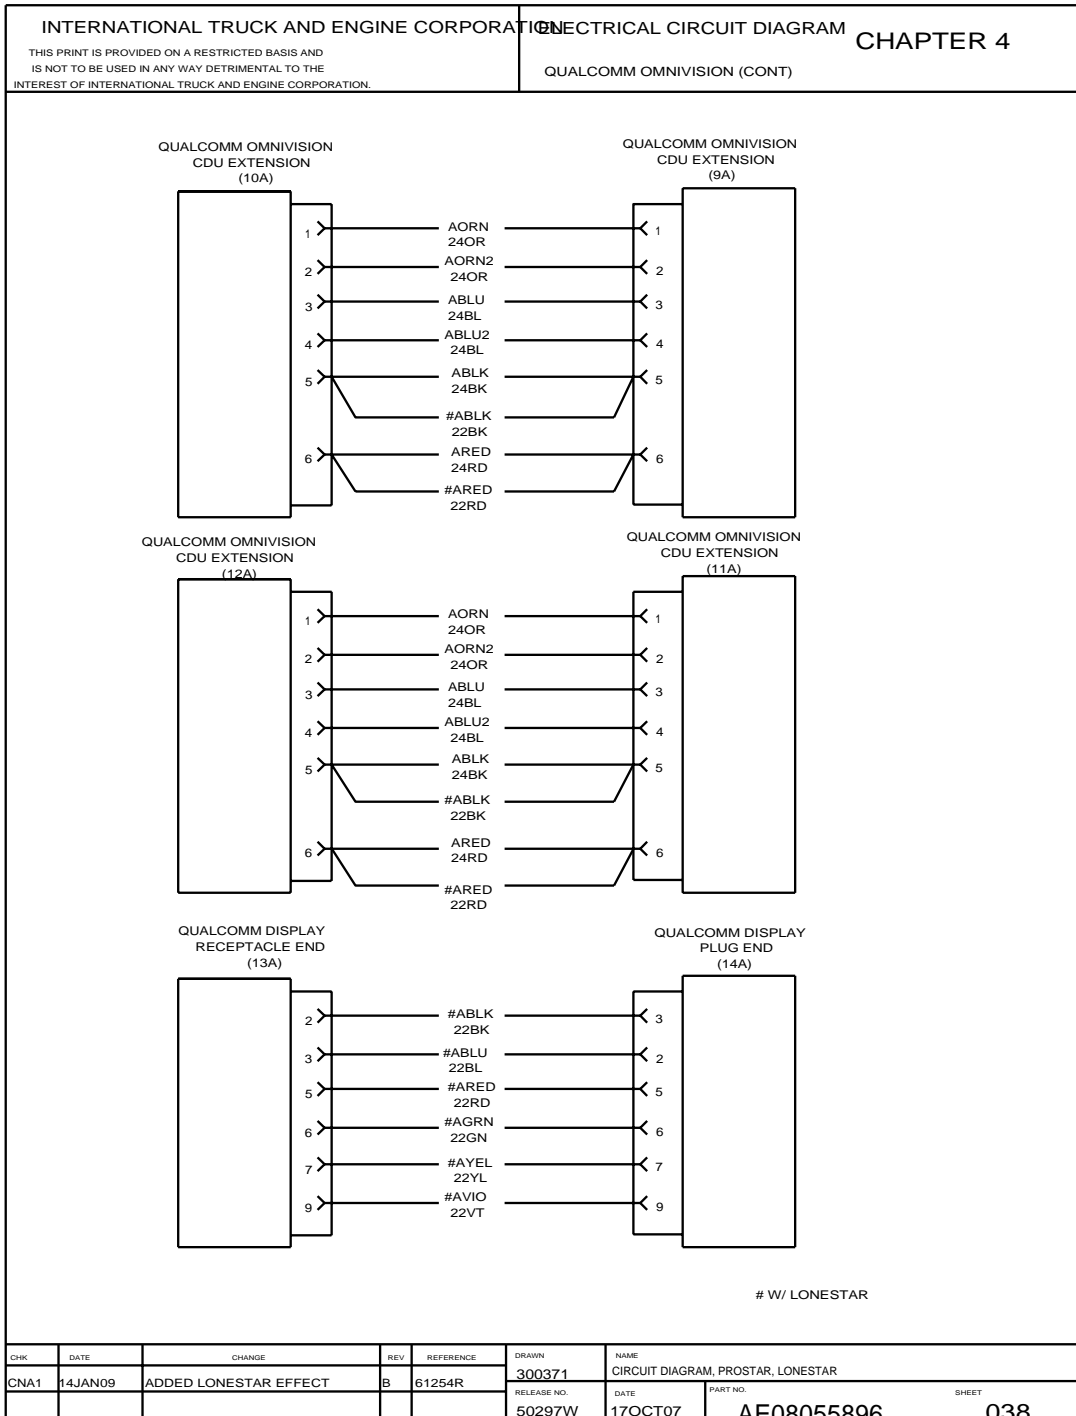 INTERNATIONAL TRUCK AND ENGINE CORPORATION
THIS PRINT IS PROVIDED ON A RESTRICTED BASIS AND
IS NOT TO BE USED IN ANY WAY DETRIMENTAL TO THE
INTEREST OF INTERNATIONAL TRUCK AND ENGINE CORPORATION.
ELECTRICAL CIRCUIT DIAGRAM
CHAPTER 4
QUALCOMM OMNIVISION (CONT)
QUALCOMM OMNIVISION
CDU EXTENSION
(10A)
QUALCOMM OMNIVISION
CDU EXTENSION
(9A)
1 AORN 1
24OR
2 AORN2 2
24OR
3 ABLU 3
24BL
4 ABLU2 4
24BL
5 ABLK 5
24BK
#ABLK
22BK
6 ARED 6
24RD
#ARED
22RD
QUALCOMM OMNIVISION
CDU EXTENSION
(12A)
QUALCOMM OMNIVISION
CDU EXTENSION
(11A)
1 AORN 1
24OR
2 AORN2 2
24OR
3 ABLU 3
24BL
4 ABLU2 4
24BL
5 ABLK 5
24BK
#ABLK
22BK
6 ARED 6
24RD
#ARED
22RD
QUALCOMM DISPLAY
RECEPTACLE END
(13A)
QUALCOMM DISPLAY
PLUG END
(14A)
2 #ABLK 3
22BK
3 #ABLU 2
22BL
5 #ARED 5
22RD
6 #AGRN 6
22GN
7 #AYEL 7
22YL
9 #AVIO 9
22VT
# W/ LONESTAR
CHK DATE CHANGE REV REFERENCE
CNA1 14JAN09 ADDED LONESTAR EFFECT B 61254R
DRAWN
300371
NAME
CIRCUIT DIAGRAM, PROSTAR, LONESTAR
RELEASE NO.
50297W
DATE
17OCT07
PART NO.
AE08055896
SHEET
038